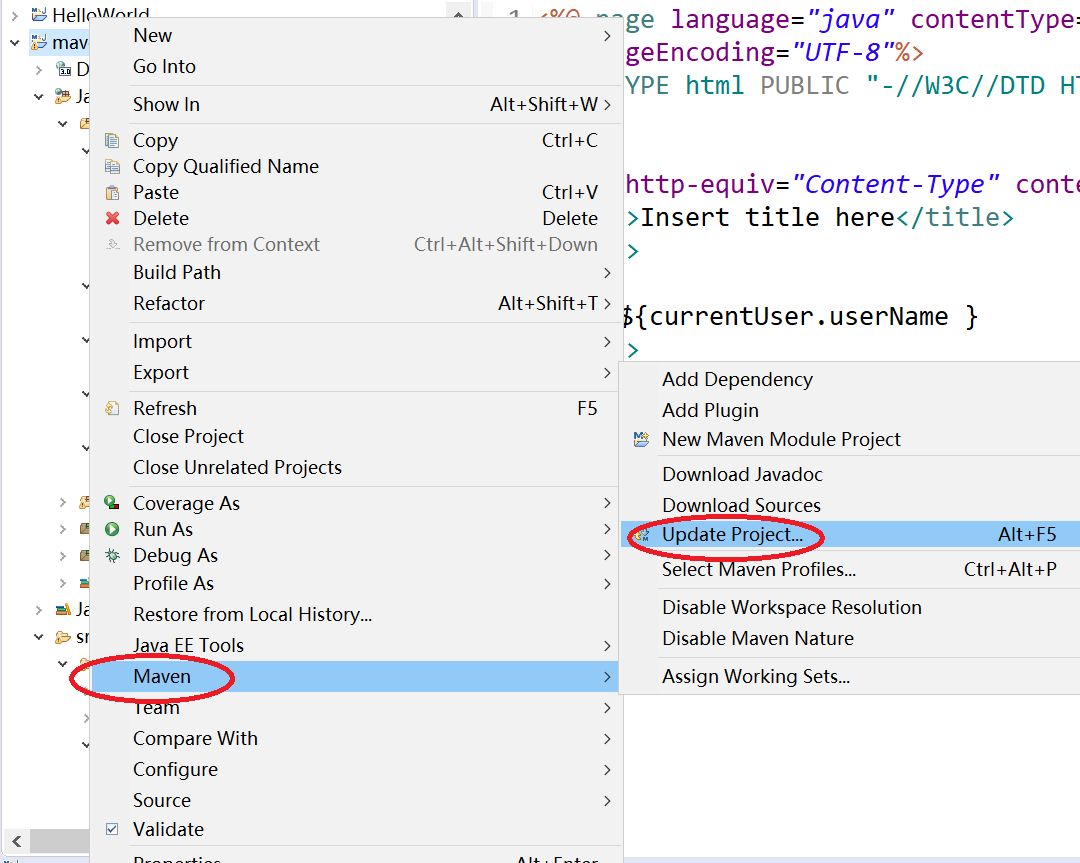 HelloWorld
1 <%@ page language="java" contentType=
mav
geEncoding="UTF-8"%>
YPE html PUBLIC "-//W3C//DTD HT
D
Ja
http-equiv="Content-Type" conte
>Insert title here</title>
>
${currentUser.userName }
>
Ja
sr
New
Go Into
Show In Alt+Shift+W
Copy Ctrl+C
Copy Qualified Name
Paste Ctrl+V
Delete Delete
Remove from Context Ctrl+Alt+Shift+Down
Build Path
Refactor Alt+Shift+T
Import
Export
Refresh F5
Close Project
Close Unrelated Projects
Coverage As
Run As
Debug As
Profile As
Restore from Local History...
Java EE Tools
Maven
Team
Compare With
Configure
Source
Validate
Properties Alt+Enter
Add Dependency
Add Plugin
New Maven Module Project
Download Javadoc
Download Sources
Update Project... Alt+F5
Select Maven Profiles... Ctrl+Alt+P
Disable Workspace Resolution
Disable Maven Nature
Assign Working Sets...